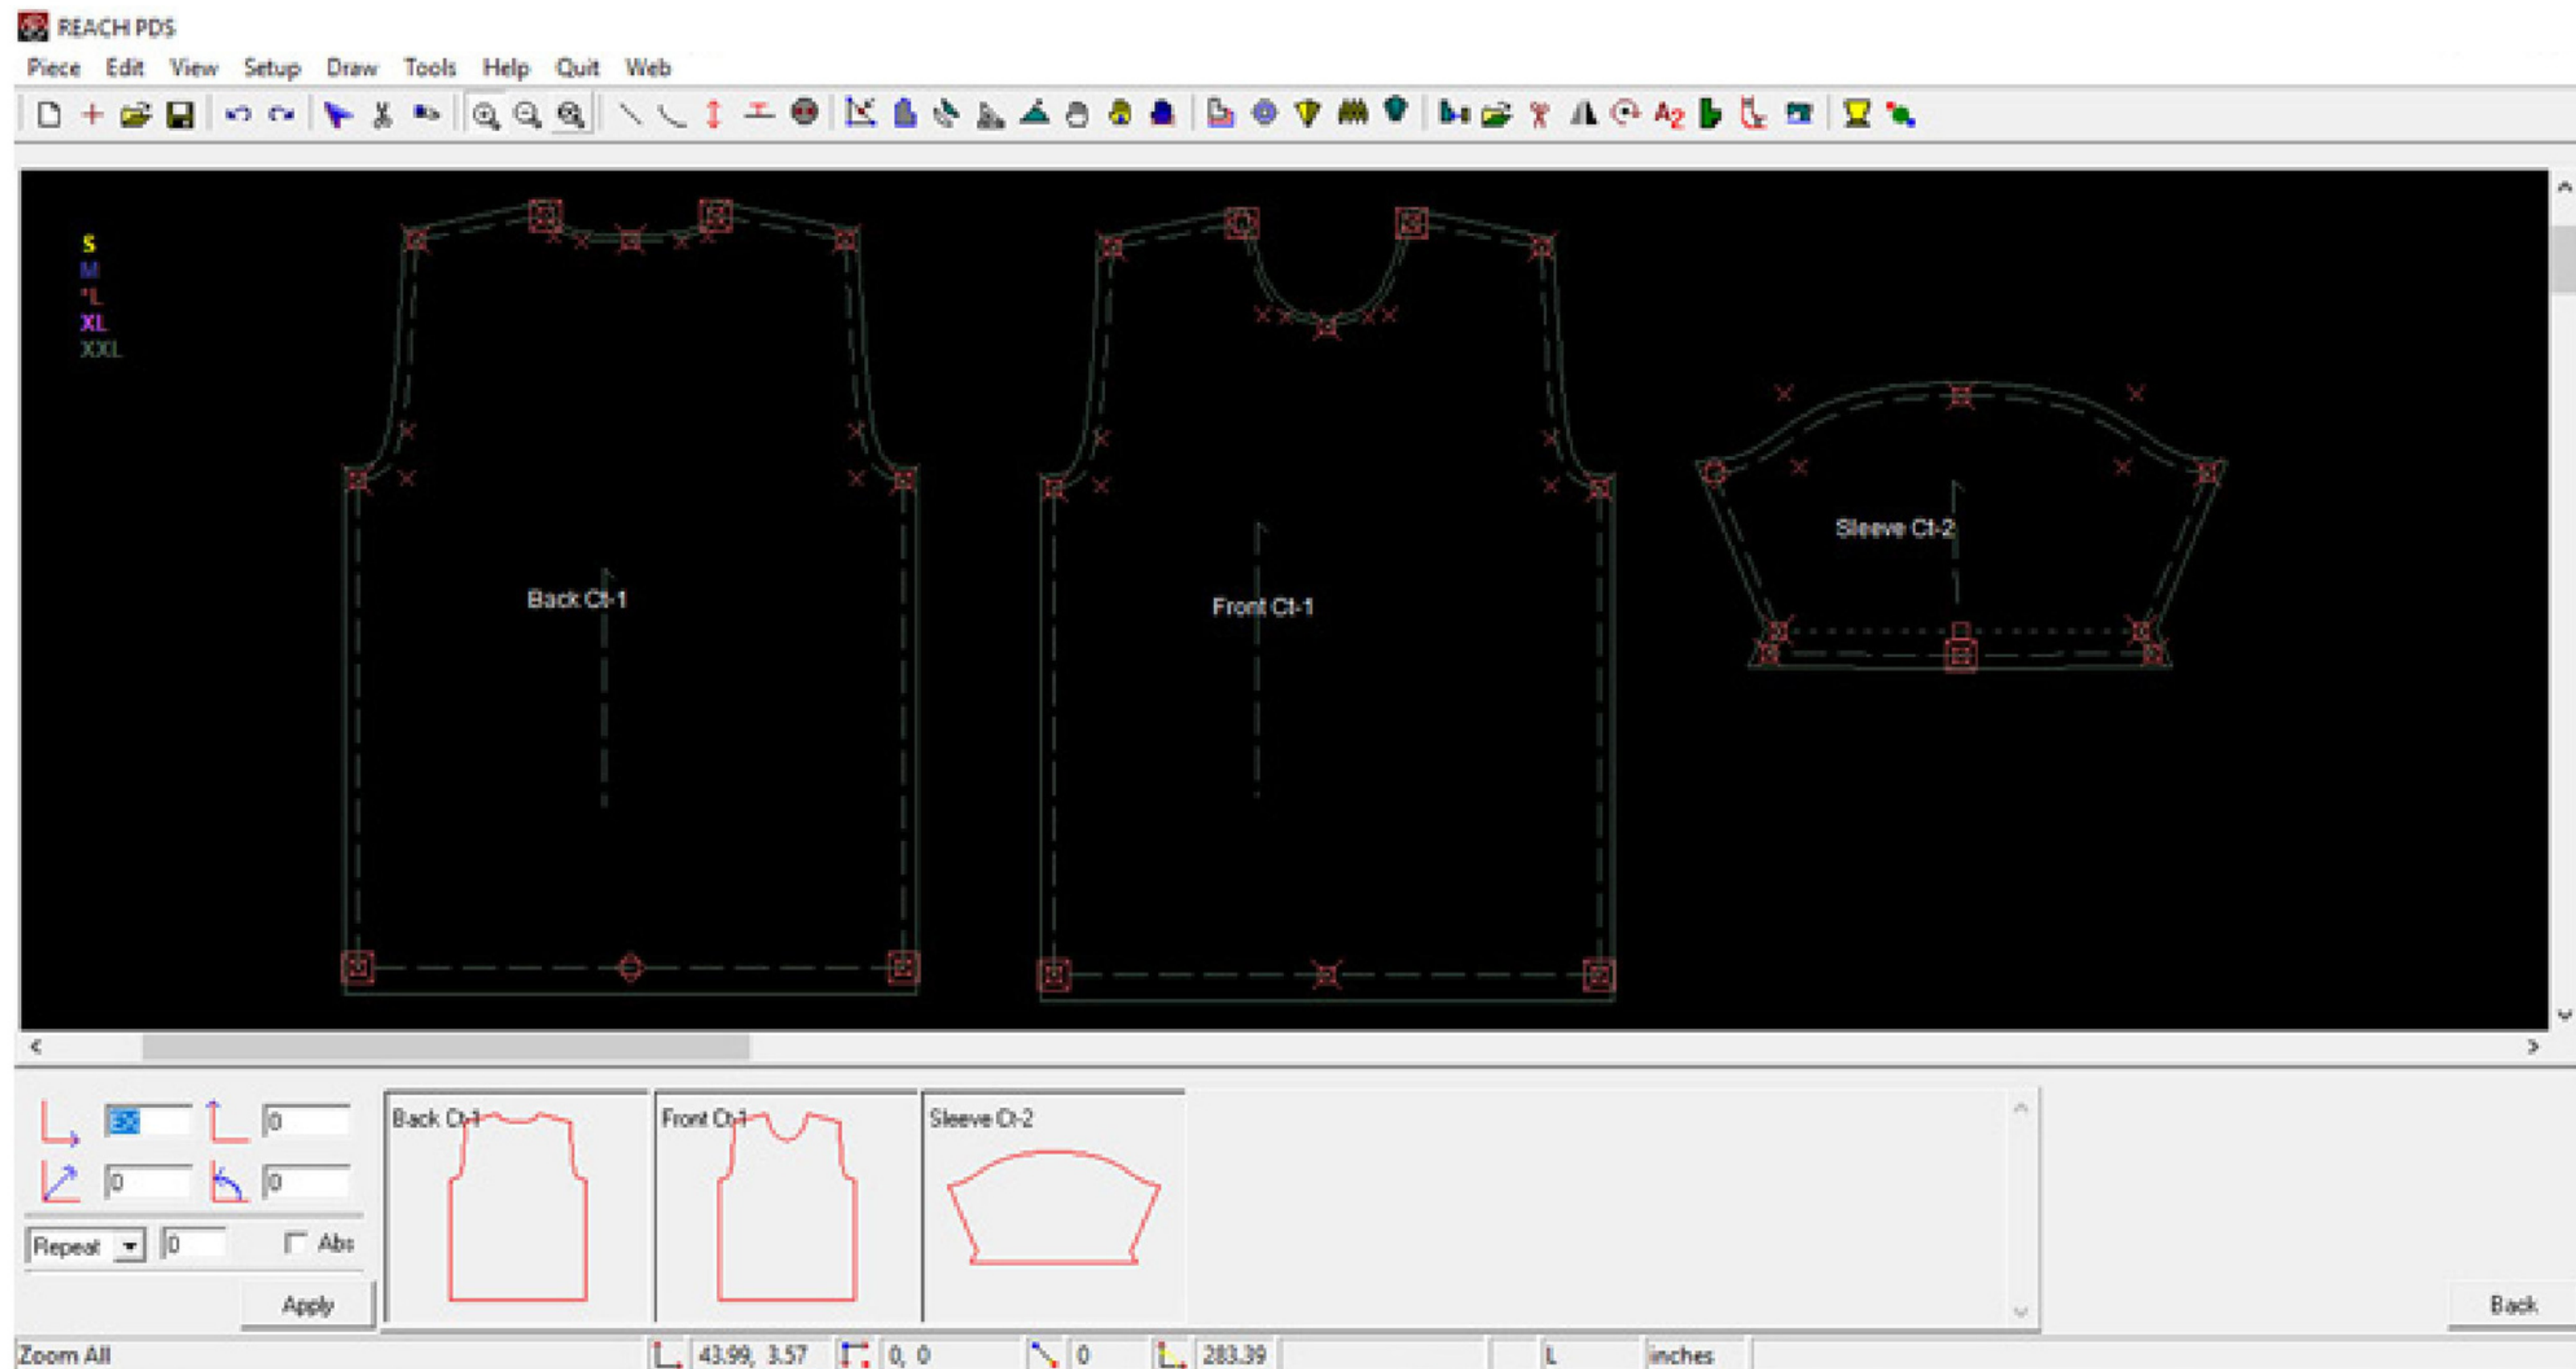 REACH PDS
Piece Edit View Setup Draw Tools Help Quit Web
A2
S
M
*L
XL
XXL
Back Ct-1
Front Ct-1
Sleeve Ct-2
0
0
0
Repeat 0 Abs
Apply
Back Ct-1
Front Ct-1
Sleeve Ct-2
Back
Zoom All 43.99, 3.57 0, 0 0 283.39 L inches